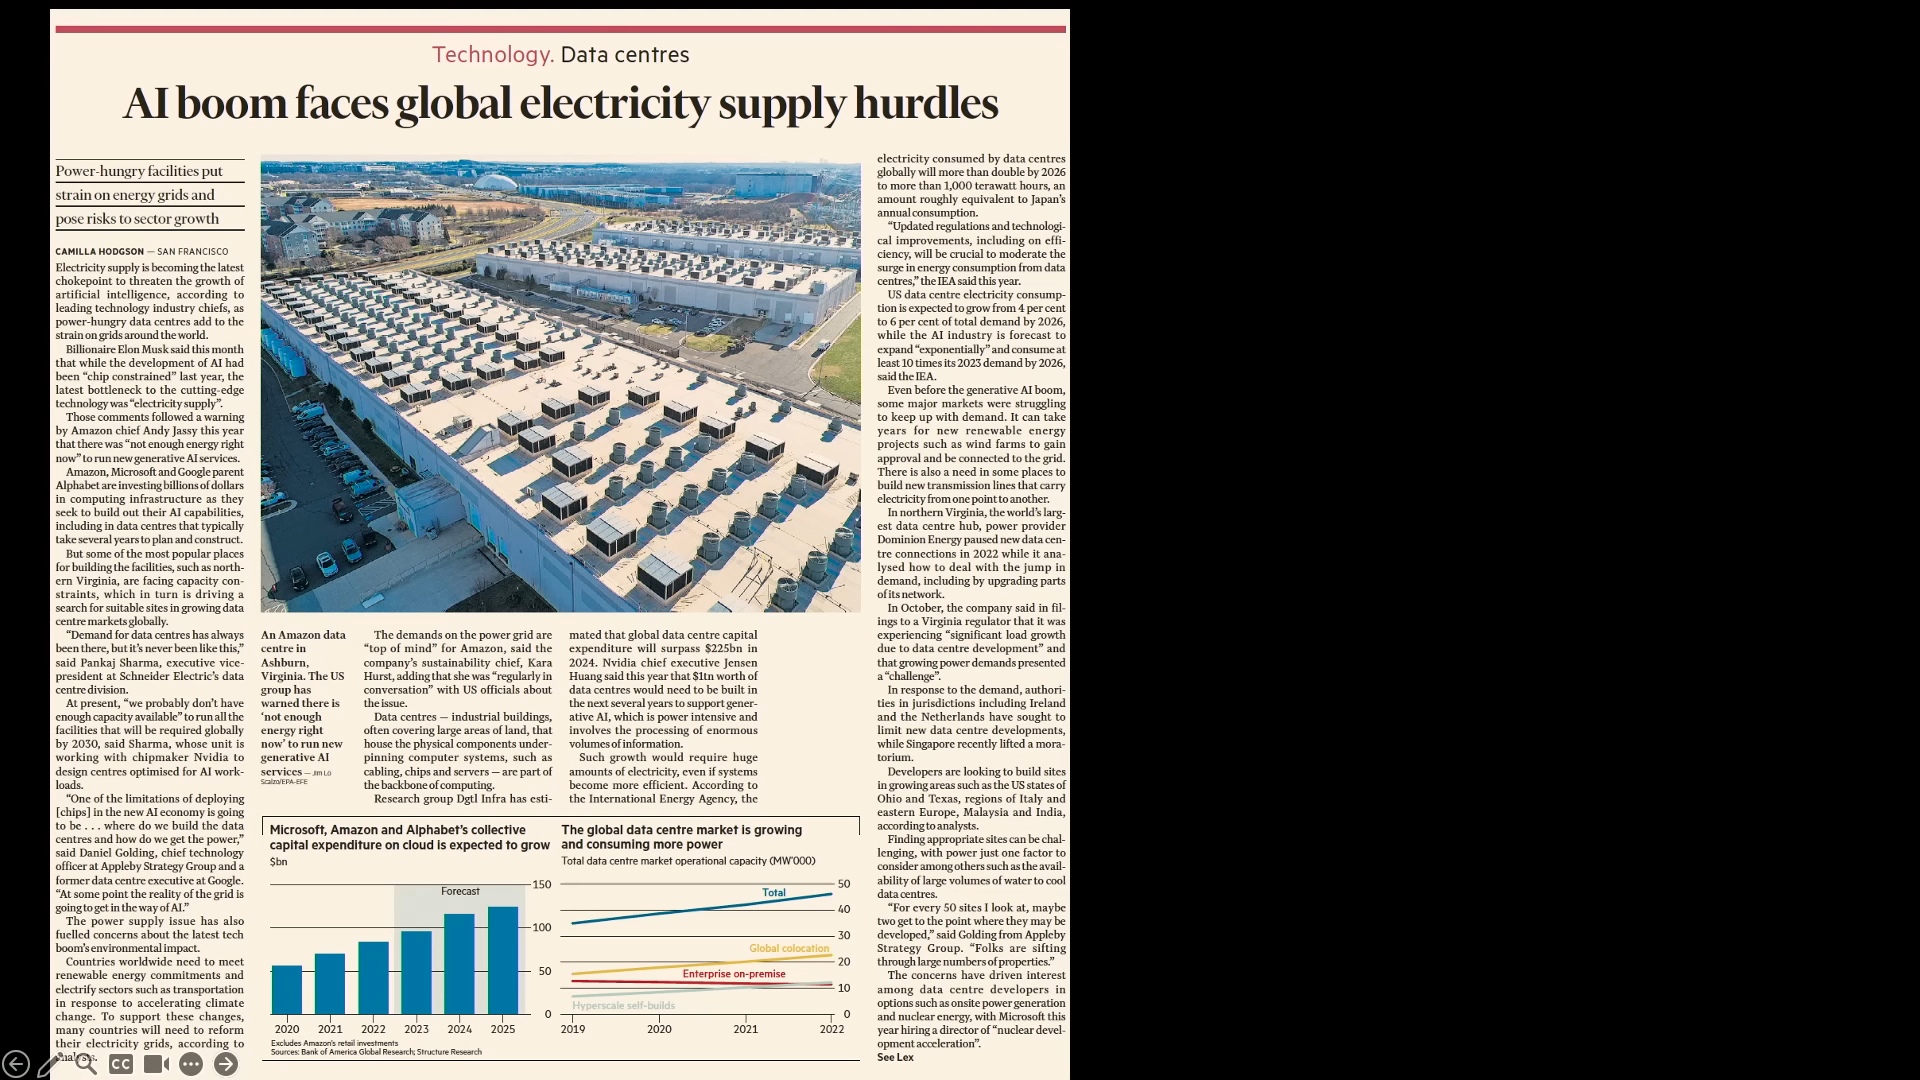 Technology. Data centres
AI boom faces global electricity supply hurdles
Power-hungry facilities put
strain on energy grids and
pose risks to sector growth
CAMILLA HODGSON — SAN FRANCISCO
Electricity supply is becoming the latest
chokepoint to threaten the growth of
artificial intelligence, according to
leading technology industry chiefs, as
power-hungry data centres add to the
strain on grids around the world.
Billionaire Elon Musk said this month
that while the development of AI had
been “chip constrained” last year, the
latest bottleneck to the cutting-edge
technology was “electricity supply”.
Those comments followed a warning
by Amazon chief Andy Jassy this year
that there was “not enough energy right
now” to run new generative AI services.
Amazon, Microsoft and Google parent
Alphabet are investing billions of dollars
in computing infrastructure as they
seek to build out their AI capabilities,
including in data centres that typically
take several years to plan and construct.
But some of the most popular places
for building the facilities, such as north-
ern Virginia, are facing capacity con-
straints, which in turn is driving a
search for suitable sites in growing data
centre markets globally.
“Demand for data centres has always
been there, but it’s never been like this,”
said Pankaj Sharma, executive vice-
president at Schneider Electric’s data
centre division.
At present, “we probably don’t have
enough capacity available” to run all the
facilities that will be required globally
by 2030, said Sharma, whose unit is
working with chipmaker Nvidia to
design centres optimised for AI work-
loads.
“One of the limitations of deploying
[chips] in the new AI economy is going
to be . . . where do we build the data
centres and how do we get the power,”
said Daniel Golding, chief technology
officer at Appleby Strategy Group and a
former data centre executive at Google.
“At some point the reality of the grid is
going to get in the way of AI.”
The power supply issue has also
fuelled concerns about the latest tech
boom’s environmental impact.
Countries worldwide need to meet
renewable energy commitments and
electrify sectors such as transportation
in response to accelerating climate
change. To support these changes,
many countries will need to reform
their electricity grids, according to
analysts.
An Amazon data
centre in
Ashburn,
Virginia. The US
group has
warned there is
‘not enough
energy right
now’ to run new
generative AI
services — Jim Lo
Scalzo/EPA-EFE
The demands on the power grid are
“top of mind” for Amazon, said the
company’s sustainability chief, Kara
Hurst, adding that she was “regularly in
conversation” with US officials about
the issue.
Data centres — industrial buildings,
often covering large areas of land, that
house the physical components under-
pinning computer systems, such as
cabling, chips and servers — are part of
the backbone of computing.
Research group Dgtl Infra has esti-
mated that global data centre capital
expenditure will surpass $225bn in
2024. Nvidia chief executive Jensen
Huang said this year that $1tn worth of
data centres would need to be built in
the next several years to support gener-
ative AI, which is power intensive and
involves the processing of enormous
volumes of information.
Such growth would require huge
amounts of electricity, even if systems
become more efficient. According to
the International Energy Agency, the
electricity consumed by data centres
globally will more than double by 2026
to more than 1,000 terawatt hours, an
amount roughly equivalent to Japan’s
annual consumption.
“Updated regulations and technologi-
cal improvements, including on effi-
ciency, will be crucial to moderate the
surge in energy consumption from data
centres,” the IEA said this year.
US data centre electricity consump-
tion is expected to grow from 4 per cent
to 6 per cent of total demand by 2026,
while the AI industry is forecast to
expand “exponentially” and consume at
least 10 times its 2023 demand by 2026,
said the IEA.
Even before the generative AI boom,
some major markets were struggling
to keep up with demand. It can take
years for new renewable energy
projects such as wind farms to gain
approval and be connected to the grid.
There is also a need in some places to
build new transmission lines that carry
electricity from one point to another.
In northern Virginia, the world’s larg-
est data centre hub, power provider
Dominion Energy paused new data cen-
tre connections in 2022 while it ana-
lysed how to deal with the jump in
demand, including by upgrading parts
of its network.
In October, the company said in fil-
ings to a Virginia regulator that it was
experiencing “significant load growth
due to data centre development” and
that growing power demands presented
a “challenge”.
In response to the demand, authori-
ties in jurisdictions including Ireland
and the Netherlands have sought to
limit new data centre developments,
while Singapore recently lifted a mora-
torium.
Developers are looking to build sites
in growing areas such as the US states of
Ohio and Texas, regions of Italy and
eastern Europe, Malaysia and India,
according to analysts.
Finding appropriate sites can be chal-
lenging, with power just one factor to
consider among others such as the avail-
ability of large volumes of water to cool
data centres.
“For every 50 sites I look at, maybe
two get to the point where they may be
developed,” said Golding from Appleby
Strategy Group. “Folks are sifting
through large numbers of properties.”
The concerns have driven interest
among data centre developers in
options such as onsite power generation
and nuclear energy, with Microsoft this
year hiring a director of “nuclear devel-
opment acceleration”.
See Lex
Microsoft, Amazon and Alphabet’s collective
capital expenditure on cloud is expected to grow
$bn
Forecast
150
100
50
0
2020 2021 2022 2023 2024 2025
Excludes Amazon’s retail investments
Sources: Bank of America Global Research; Structure Research
The global data centre market is growing
and consuming more power
Total data centre market operational capacity (MW’000)
50
Total
40
30
Global colocation
20
Enterprise on-premise
10
Hyperscale self-builds
0
2019 2020 2021 2022
CC